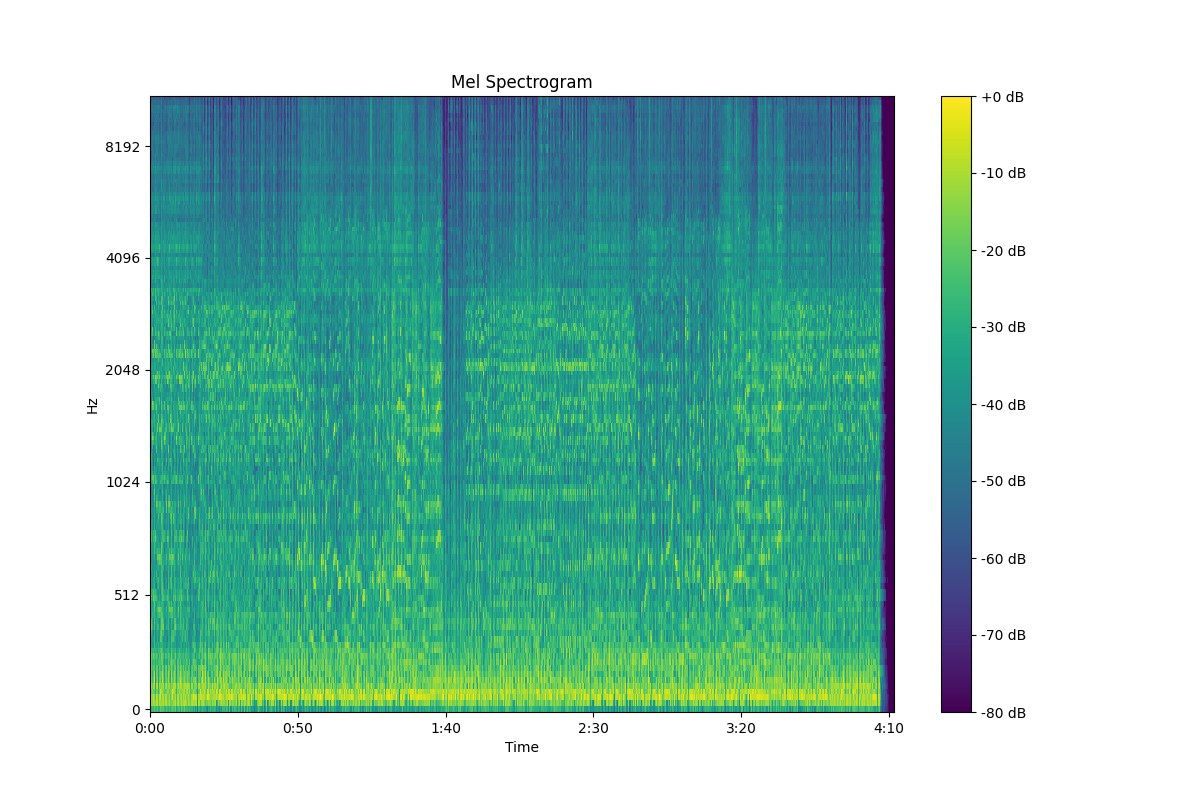 Mel Spectrogram
Hz
8192
4096
2048
1024
512
0
0:00 0:50 1:40 2:30 3:20 4:10
Time
+0 dB
-10 dB
-20 dB
-30 dB
-40 dB
-50 dB
-60 dB
-70 dB
-80 dB